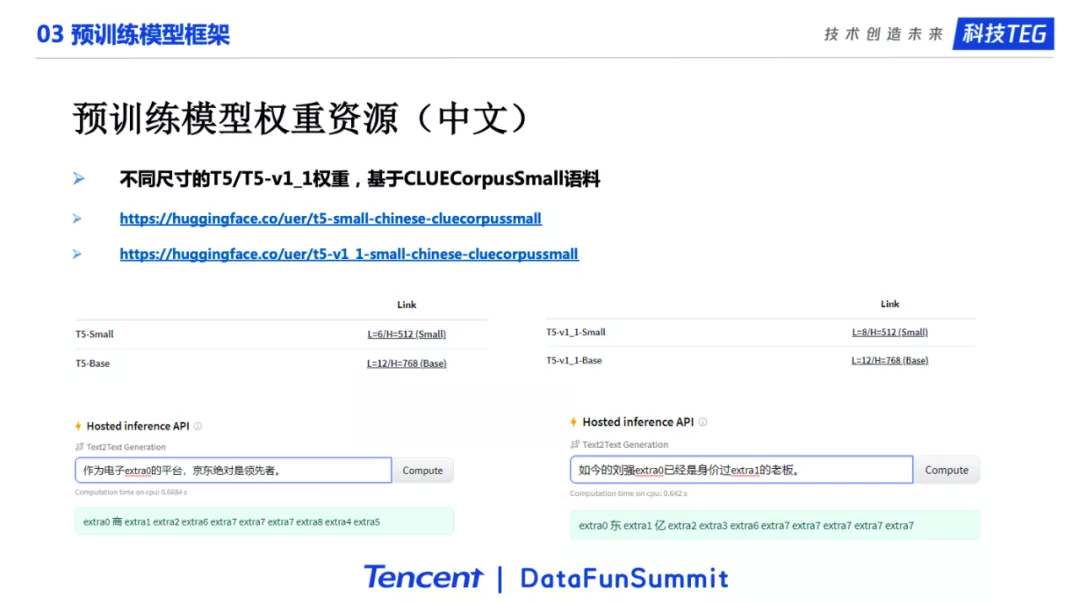 03 预训练模型框架
技术创造未来 科技TEG
预训练模型权重资源（中文）
不同尺寸的T5/T5-v1_1权重，基于CLUECorpusSmall语料
https://huggingface.co/uer/t5-small-chinese-cluecorpussmall
https://huggingface.co/uer/t5-v1_1-small-chinese-cluecorpussmall
Link
T5-Small L=6/H=512 (Small)
T5-Base L=12/H=768 (Base)
Link
T5-v1_1-Small L=8/H=512 (Small)
T5-v1_1-Base L=12/H=768 (Base)
Hosted inference API
Text2Text Generation
作为电子extra0的平台，京东绝对是领先者。 Compute
Computation time on cpu: 0.6684 s
extra0 商 extra1 extra2 extra6 extra7 extra7 extra7 extra8 extra4 extra5
Hosted inference API
Text2Text Generation
如今的刘强extra0已经是身价过extra1的老板。 Compute
Computation time on cpu: 0.642 s
extra0 东 extra1 亿 extra2 extra3 extra6 extra7 extra7 extra7 extra7 extra7
Tencent | DataFunSummit